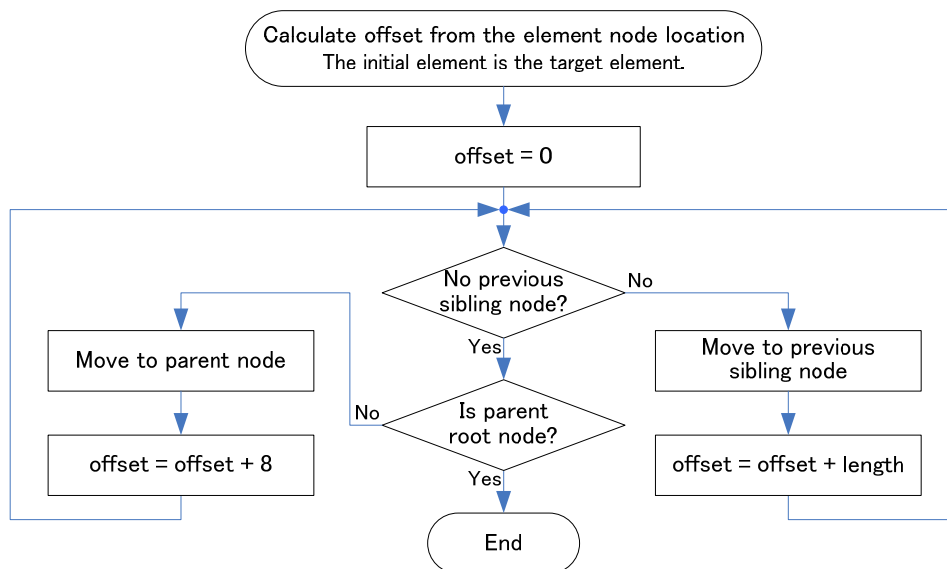 Calculate offset from the element node location
The initial element is the target element.
offset = 0
No previous
sibling node?
No
Yes
Move to parent node
Move to previous
sibling node
No
Is parent
root node?
offset = offset + 8
offset = offset + length
Yes
End